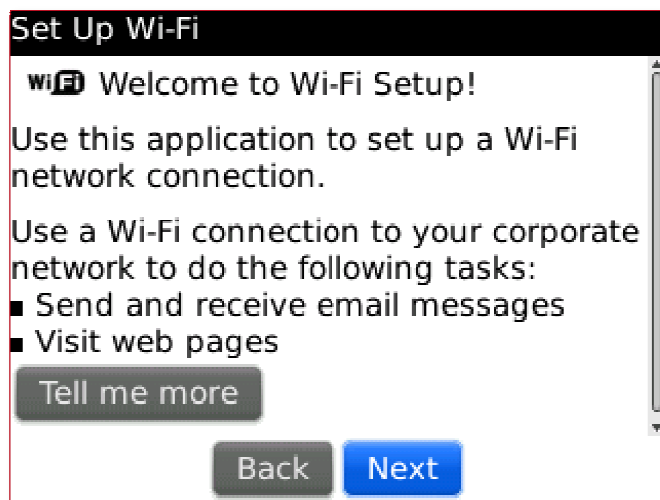 Set Up Wi-Fi
WiFi Welcome to Wi-Fi Setup!
Use this application to set up a Wi-Fi
network connection.
Use a Wi-Fi connection to your corporate
network to do the following tasks:
▪ Send and receive email messages
▪ Visit web pages
Tell me more
Back Next